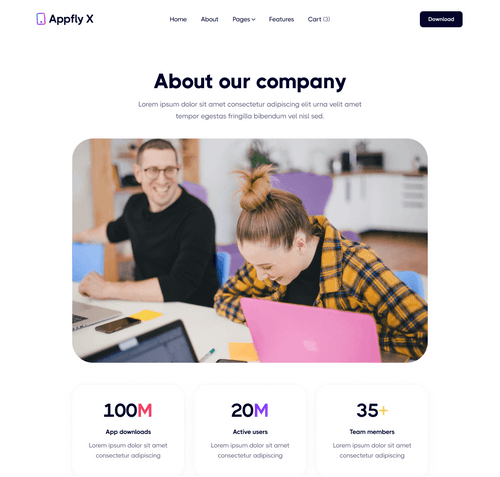 Appfly X
Home About Pages Features Cart (3)
Download
About our company
Lorem ipsum dolor sit amet consectetur adipiscing elit urna velit amet
tempor egestas fringilla bibendum vel nisl sed.
100M
App downloads
Lorem ipsum dolor sit amet
consectetur adipiscing
20M
Active users
Lorem ipsum dolor sit amet
consectetur adipiscing
35+
Team members
Lorem ipsum dolor sit amet
consectetur adipiscing